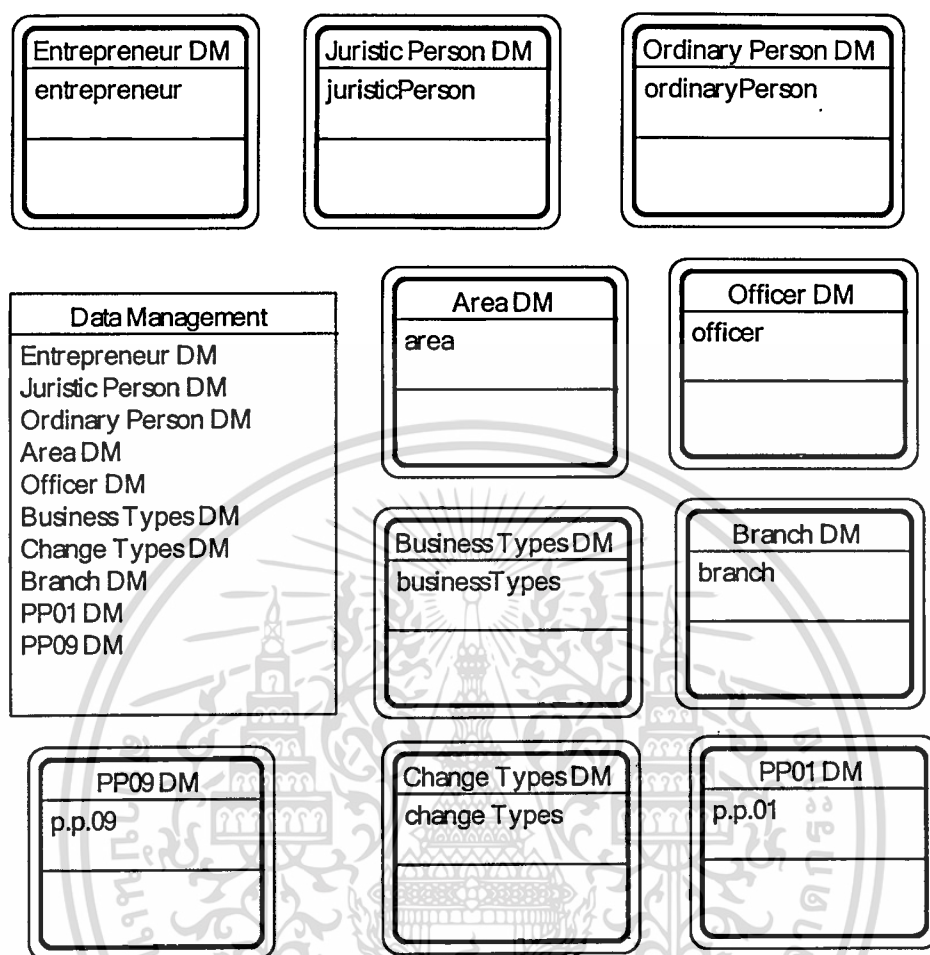 Entrepreneur DM
entrepreneur
Juristic Person DM
juristicPerson
Ordinary Person DM
ordinaryPerson
Data Management
Entrepreneur DM
Juristic Person DM
Ordinary Person DM
Area DM
Officer DM
Business Types DM
Change Types DM
Branch DM
PP01 DM
PP09 DM
Area DM
area
Officer DM
officer
Business Types DM
businessTypes
Branch DM
branch
PP09 DM
p.p.09
Change Types DM
change Types
PP01 DM
p.p.01